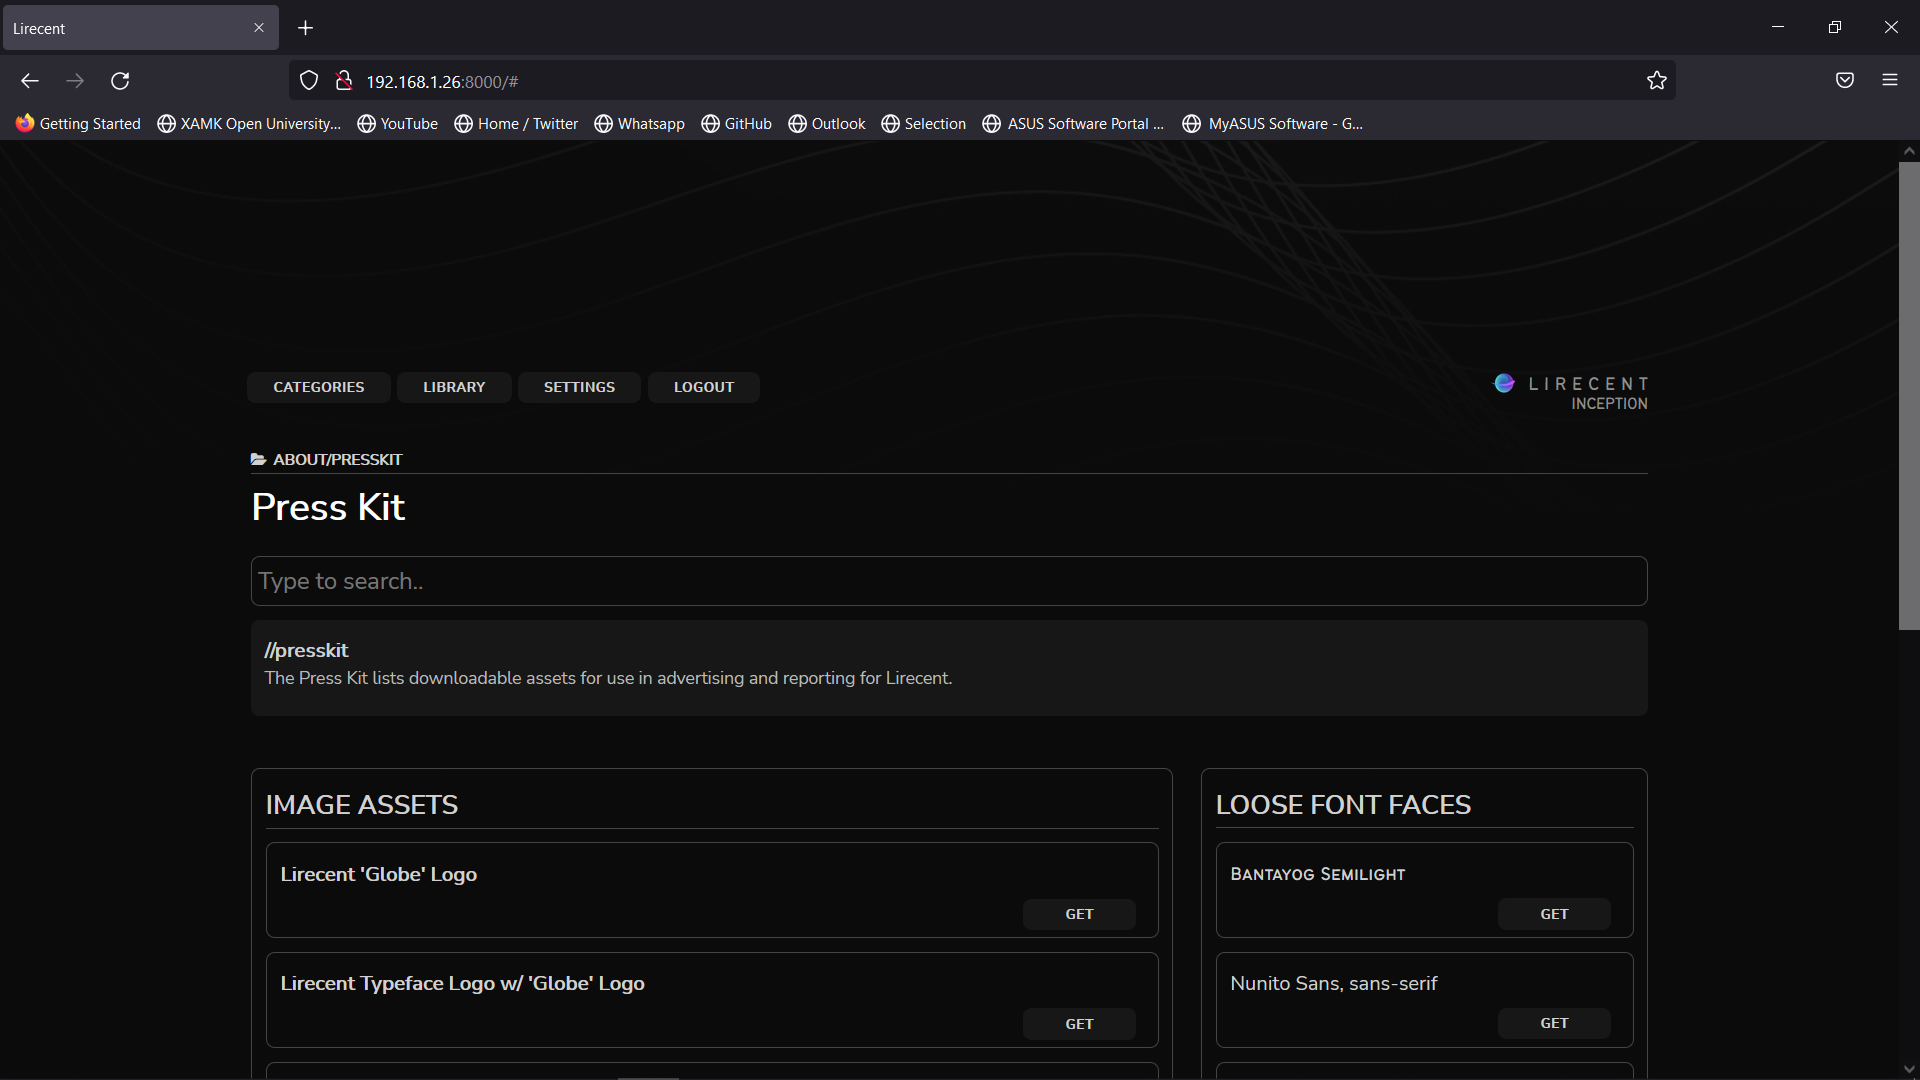 Lirecent
192.168.1.26:8000/#
Getting Started XAMK Open University... YouTube Home / Twitter Whatsapp GitHub Outlook Selection ASUS Software Portal ... MyASUS Software - G...
CATEGORIES LIBRARY SETTINGS LOGOUT
LIRECENT
INCEPTION
ABOUT/PRESSKIT
Press Kit
Type to search..
//presskit
The Press Kit lists downloadable assets for use in advertising and reporting for Lirecent.
IMAGE ASSETS
Lirecent 'Globe' Logo
GET
Lirecent Typeface Logo w/ 'Globe' Logo
GET
LOOSE FONT FACES
Bantayog Semilight
GET
Nunito Sans, sans-serif
GET